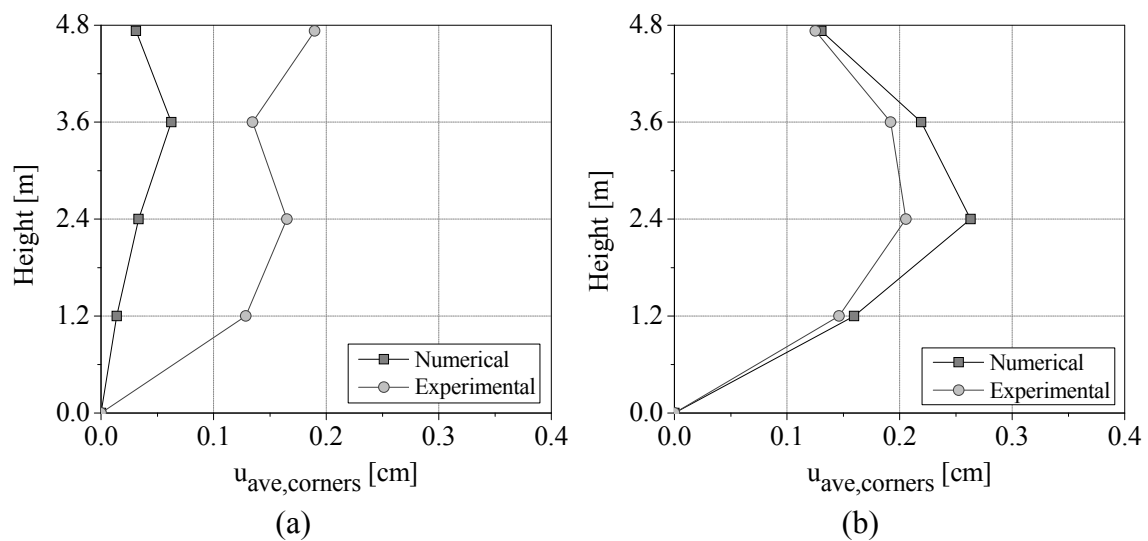 4.8
3.6
2.4
1.2
0.0
Height [m]
0.0 0.1 0.2 0.3 0.4
u_ave,corners [cm]
Numerical
Experimental
(a)
4.8
3.6
2.4
1.2
0.0
Height [m]
0.0 0.1 0.2 0.3 0.4
u_ave,corners [cm]
Numerical
Experimental
(b)